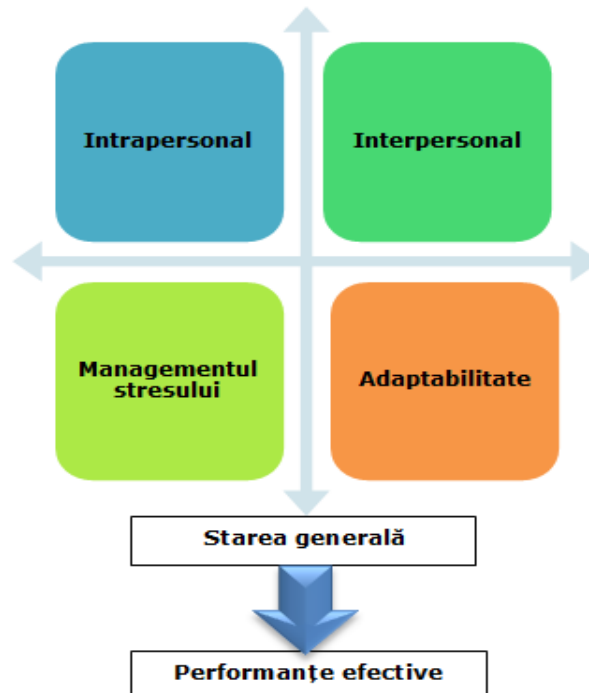 Intrapersonal
Interpersonal
Managementul
stresului
Adaptabilitate
Starea generală
Performanțe efective